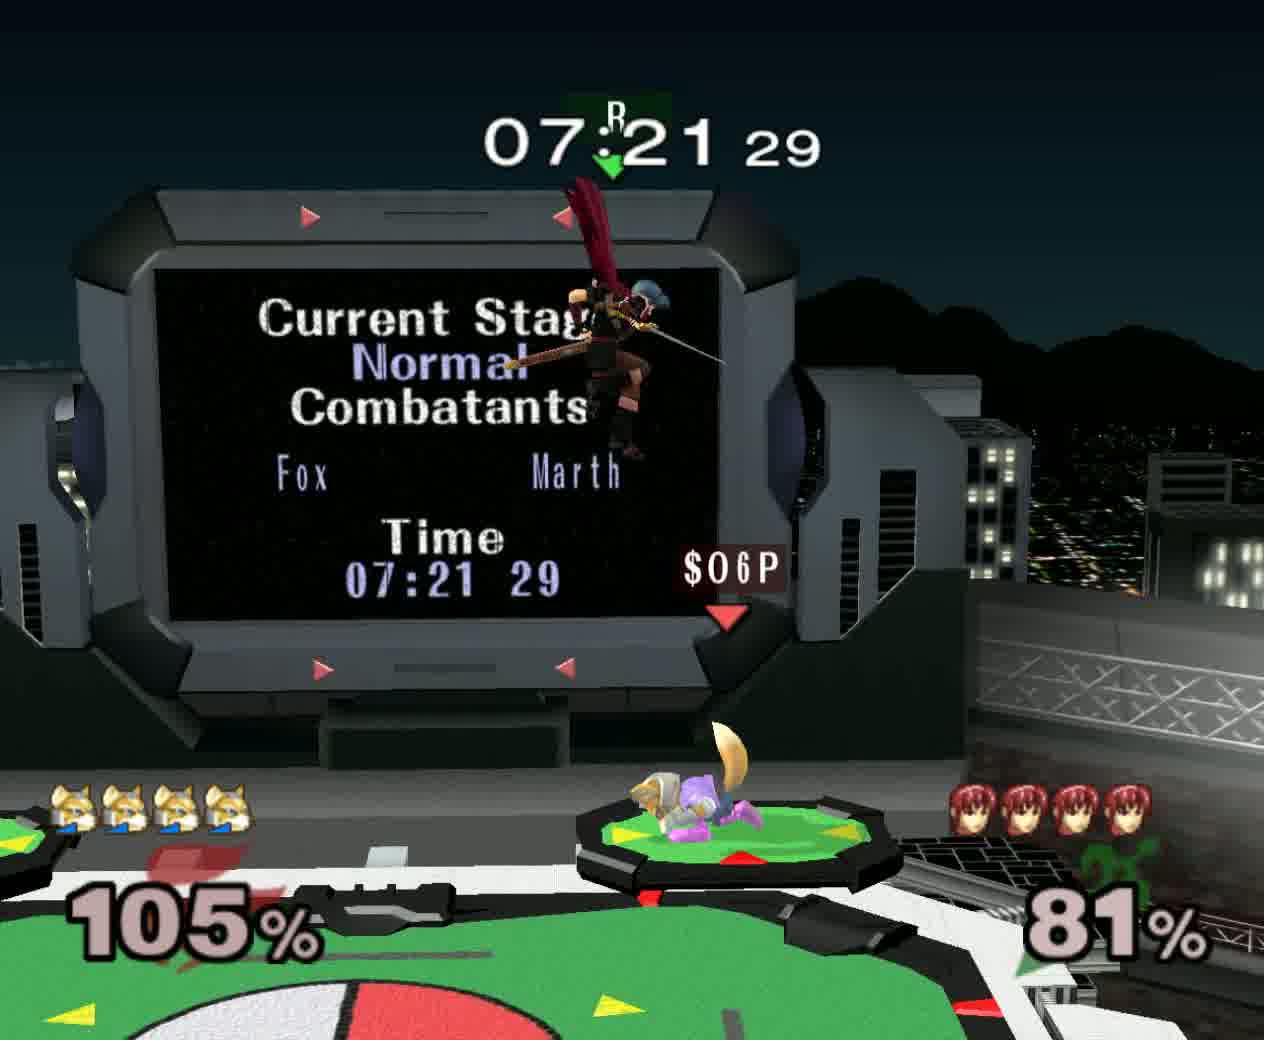 R
07:21 29
Current Stag
Normal
Combatants
Fox Marth
Time
07:21 29
$06P
105%
81%